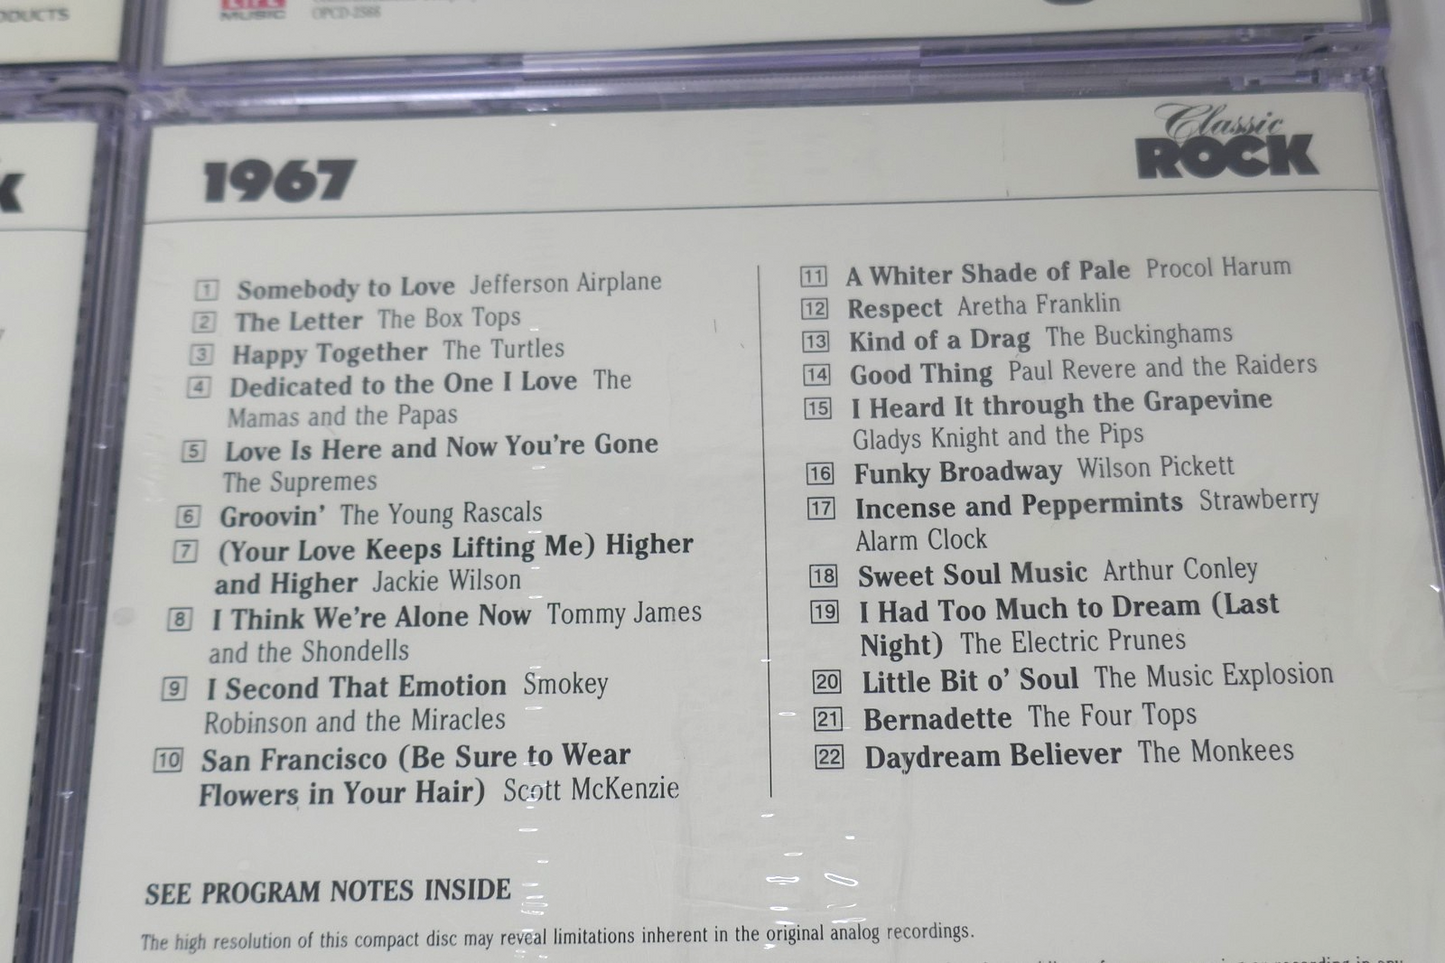 ODUCTS
MUSIC
OPCD-2588
K
1967
Classic
ROCK
1 Somebody to Love Jefferson Airplane
2 The Letter The Box Tops
3 Happy Together The Turtles
4 Dedicated to the One I Love The
Mamas and the Papas
5 Love Is Here and Now You're Gone
The Supremes
6 Groovin' The Young Rascals
7 (Your Love Keeps Lifting Me) Higher
and Higher Jackie Wilson
8 I Think We're Alone Now Tommy James
and the Shondells
9 I Second That Emotion Smokey
Robinson and the Miracles
10 San Francisco (Be Sure to Wear
Flowers in Your Hair) Scott McKenzie
11 A Whiter Shade of Pale Procol Harum
12 Respect Aretha Franklin
13 Kind of a Drag The Buckinghams
14 Good Thing Paul Revere and the Raiders
15 I Heard It through the Grapevine
Gladys Knight and the Pips
16 Funky Broadway Wilson Pickett
17 Incense and Peppermints Strawberry
Alarm Clock
18 Sweet Soul Music Arthur Conley
19 I Had Too Much to Dream (Last
Night) The Electric Prunes
20 Little Bit o' Soul The Music Explosion
21 Bernadette The Four Tops
22 Daydream Believer The Monkees
SEE PROGRAM NOTES INSIDE
The high resolution of this compact disc may reveal limitations inherent in the original analog recordings.